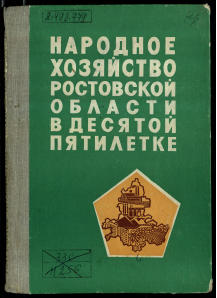 НАРОДНОЕ
ХОЗЯЙСТВО
РОСТОВСКОЙ
ОБЛАСТИ
В ДЕСЯТОЙ
ПЯТИЛЕТКЕ